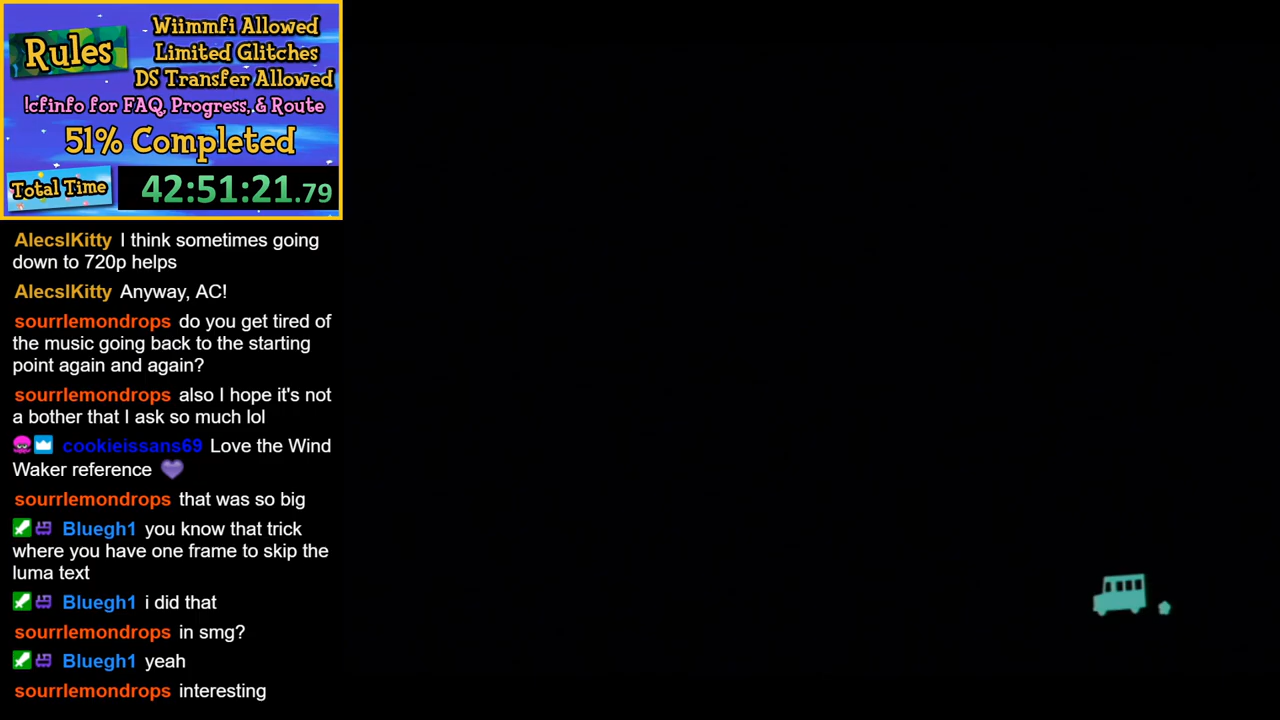 Rules
Wiimmfi Allowed
Limited Glitches
DS Transfer Allowed
!cfinfo for FAQ, Progress, & Route
51% Completed
Total Time
42:51:21.79
AlecsIKitty I think sometimes going
down to 720p helps
AlecsIKitty Anyway, AC!
sourrlemondrops do you get tired of
the music going back to the starting
point again and again?
sourrlemondrops also I hope it's not
a bother that I ask so much lol
cookieissans69 Love the Wind
Waker reference
sourrlemondrops that was so big
Bluegh1 you know that trick
where you have one frame to skip the
luma text
Bluegh1 i did that
sourrlemondrops in smg?
Bluegh1 yeah
sourrlemondrops interesting